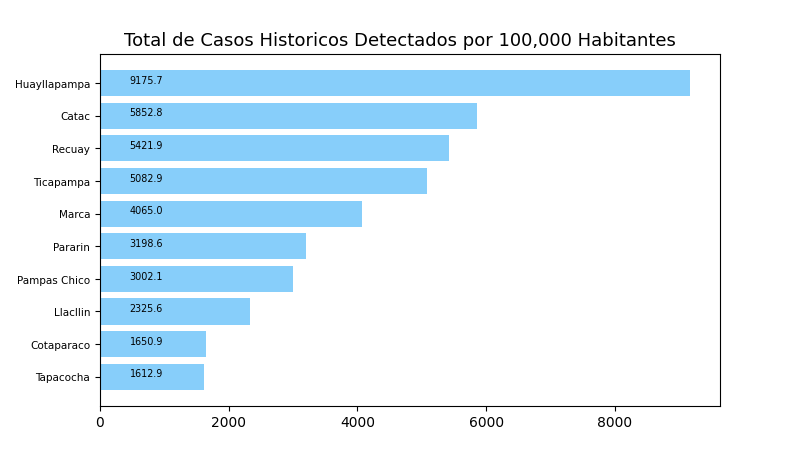 Total de Casos Historicos Detectados por 100,000 Habitantes
Huayllapampa 9175.7
Catac 5852.8
Recuay 5421.9
Ticapampa 5082.9
Marca 4065.0
Pararin 3198.6
Pampas Chico 3002.1
Llacllin 2325.6
Cotaparaco 1650.9
Tapacocha 1612.9
0 2000 4000 6000 8000